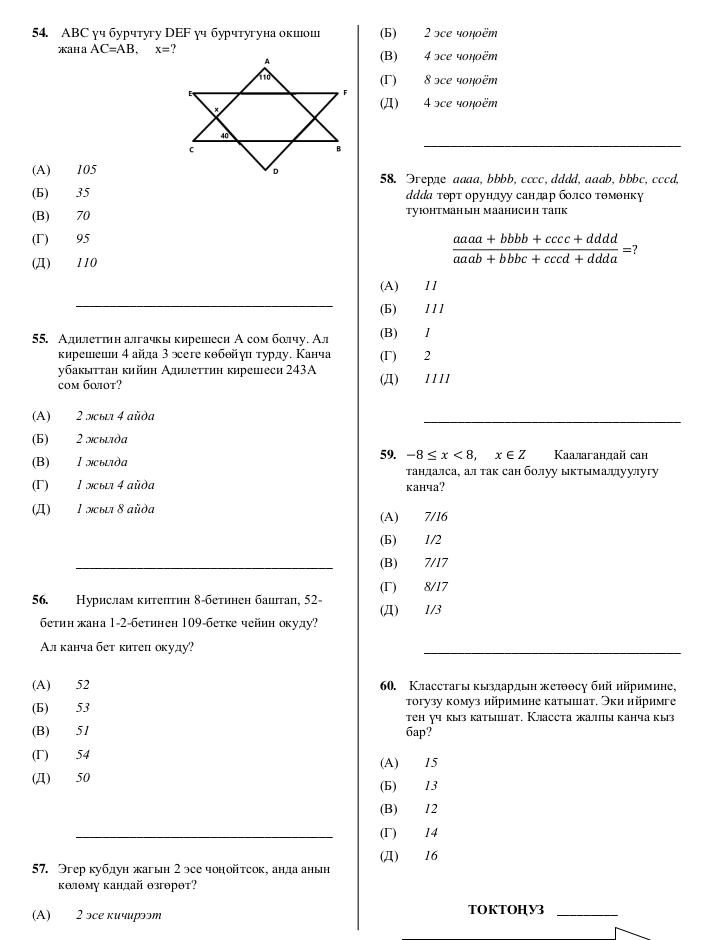 54. ABC үч бурчтугу DEF үч бурчтугуна окшош
жана AC=AB, x=?
A
110
E
F
x
40
C
B
D
(А) 105
(Б) 35
(В) 70
(Г) 95
(Д) 110
55. Адилеттин алгачкы кирешеси А сом болчу. Ал
кирешеши 4 айда 3 эсеге көбөйүп турду. Канча
убакыттан кийин Адилеттин кирешеси 243А
сом болот?
(А) 2 жыл 4 айда
(Б) 2 жылда
(В) 1 жылда
(Г) 1 жыл 4 айда
(Д) 1 жыл 8 айда
56. Нурислам китептин 8-бетинен баштап, 52-
бетин жана 1-2-бетинен 109-бетке чейин окуду?
Ал канча бет китеп окуду?
(А) 52
(Б) 53
(В) 51
(Г) 54
(Д) 50
57. Эгер кубдун жагын 2 эсе чоңойтсок, анда анын
көлөмү кандай өзгөрөт?
(А) 2 эсе кичирээт
(Б) 2 эсе чоңоёт
(В) 4 эсе чоңоёт
(Г) 8 эсе чоңоёт
(Д) 4 эсе чоңоёт
58. Эгерде aaaa, bbbb, cccc, dddd, aaab, bbbc, cccd,
ddda төрт орундуу сандар болсо төмөнкү
туюнтманын маанисин тапк
aaaa + bbbb + cccc + dddd
aaab + bbbc + cccd + ddda =?
(А) 11
(Б) 111
(В) 1
(Г) 2
(Д) 1111
59. −8 ≤ x < 8, x ∈ Z Каалагандай сан
тандалса, ал так сан болуу ыктымалдуулугу
канча?
(А) 7/16
(Б) 1/2
(В) 7/17
(Г) 8/17
(Д) 1/3
60. Класстагы кыздардын жетөөсү бий ийримине,
тогузу комуз ийримине катышат. Эки ийримге
тен үч кыз катышат. Класста жалпы канча кыз
бар?
(А) 15
(Б) 13
(В) 12
(Г) 14
(Д) 16
ТОКТОҢУЗ